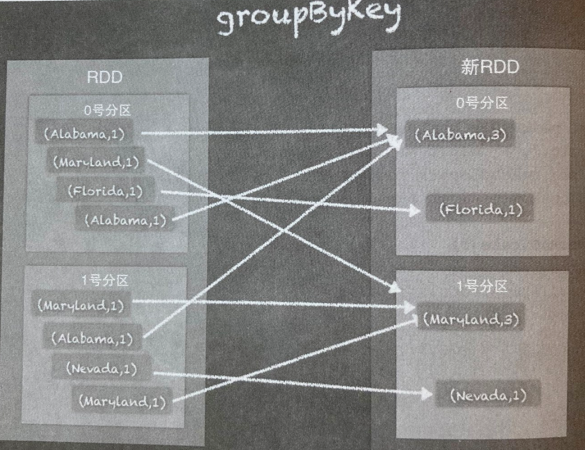 groupByKey
RDD
0号分区
(Alabama,1)
(Maryland,1)
(Florida,1)
(Alabama,1)
1号分区
(Maryland,1)
(Alabama,1)
(Nevada,1)
(Maryland,1)
新RDD
0号分区
(Alabama,3)
(Florida,1)
1号分区
(Maryland,3)
(Nevada,1)